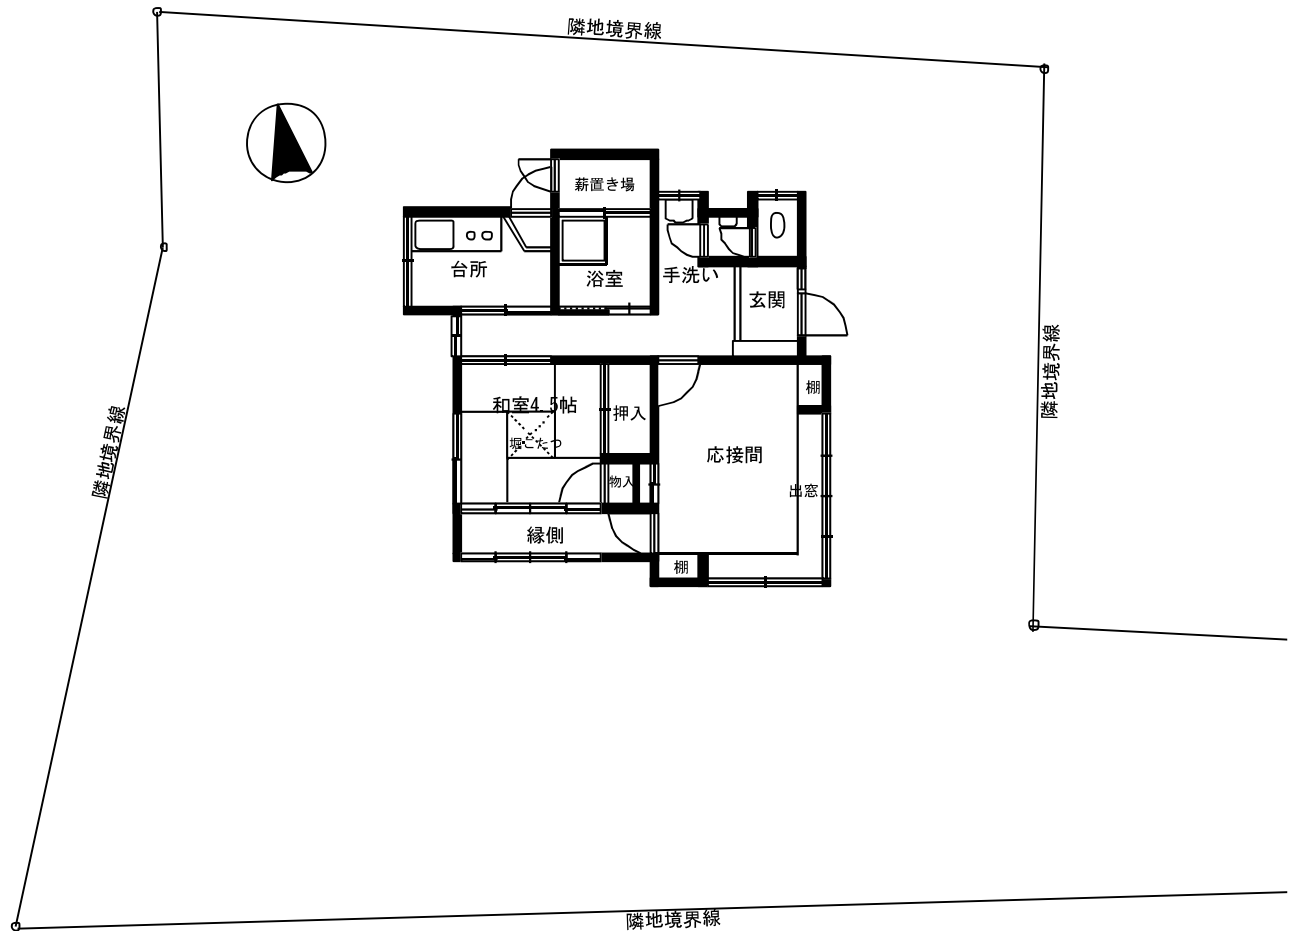 隣地境界線
薪置き場
台所
浴室
手洗い
玄関
隣地境界線
棚
和室4.5帖
押入
隣地境界線
堀ごたつ
応接間
物入
出窓
縁側
棚
隣地境界線